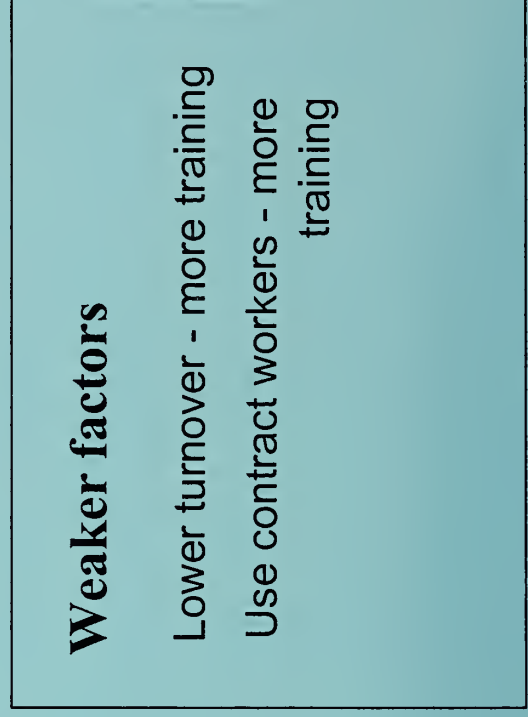 Weaker factors
Lower turnover - more training
Use contract workers - more
training